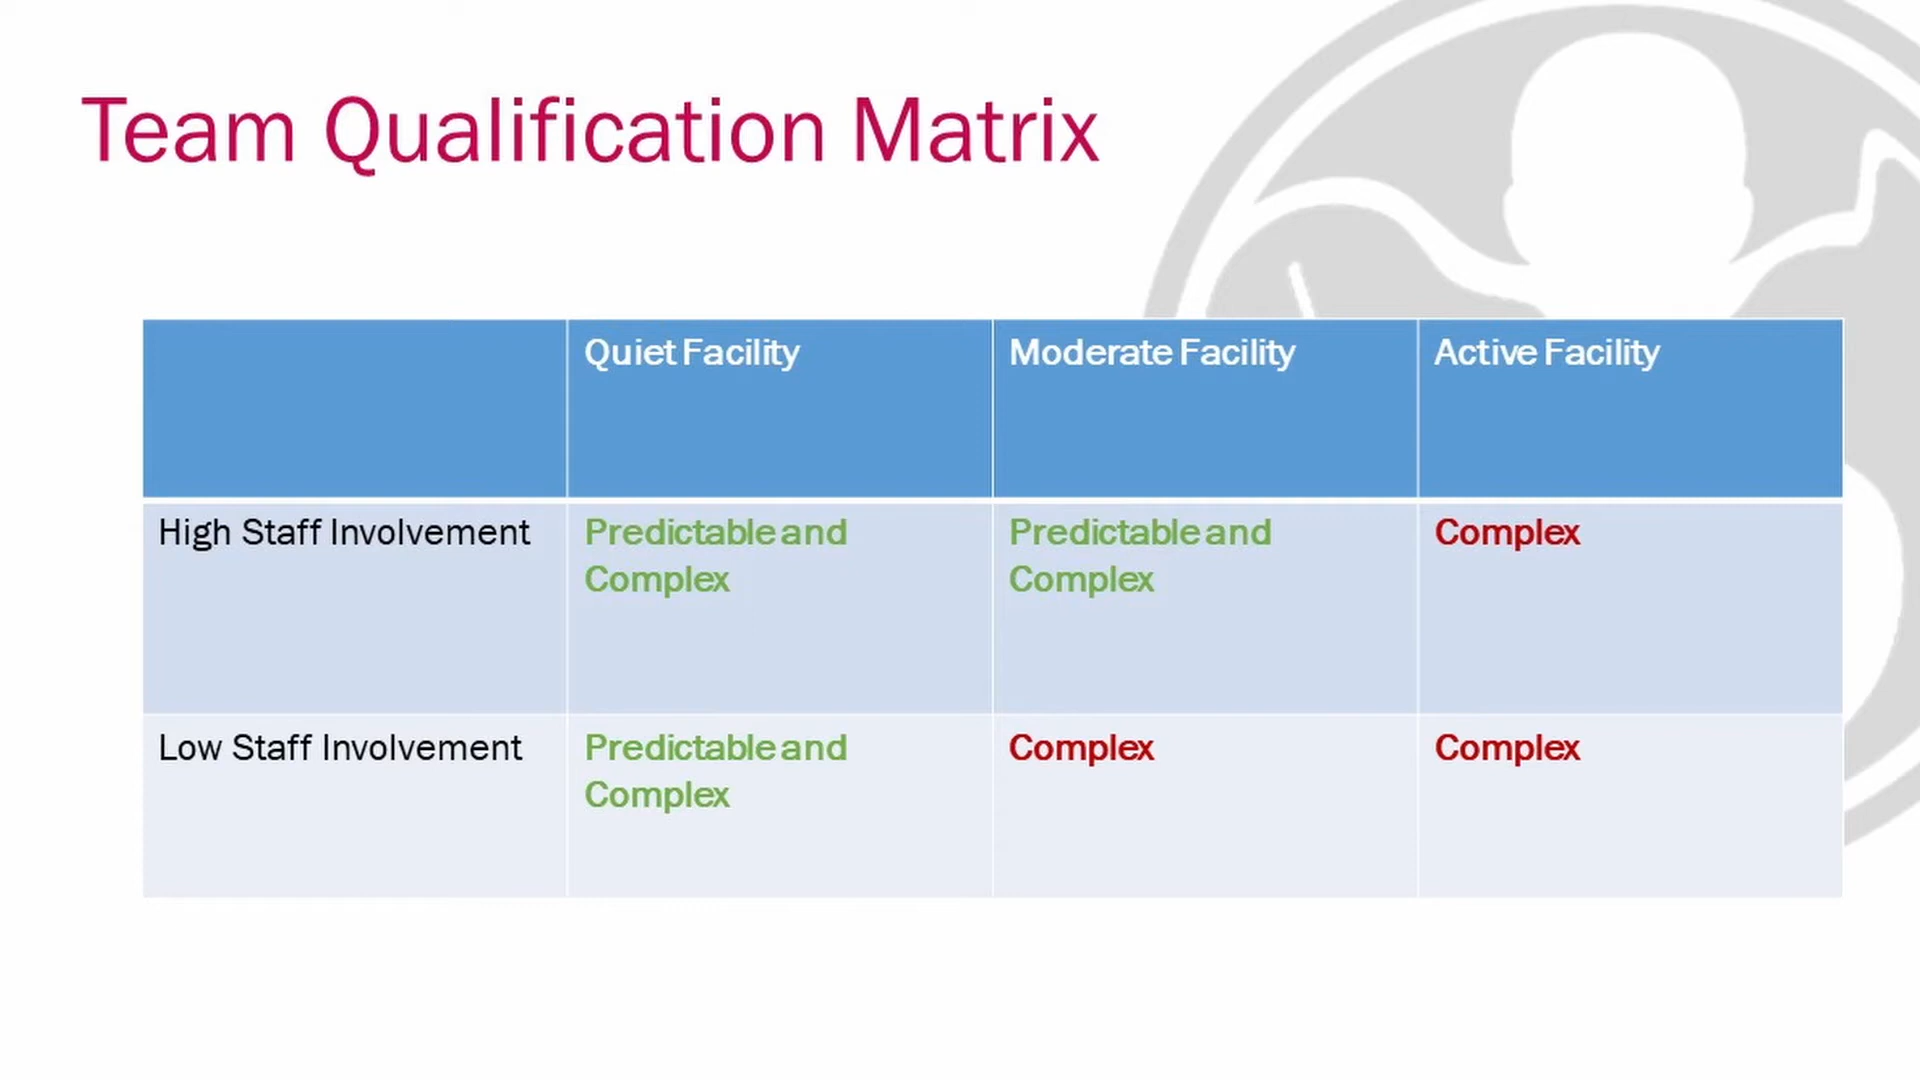 Team Qualification Matrix
Quiet Facility
Moderate Facility
Active Facility
High Staff Involvement
Predictable and
Complex
Predictable and
Complex
Complex
Low Staff Involvement
Predictable and
Complex
Complex
Complex